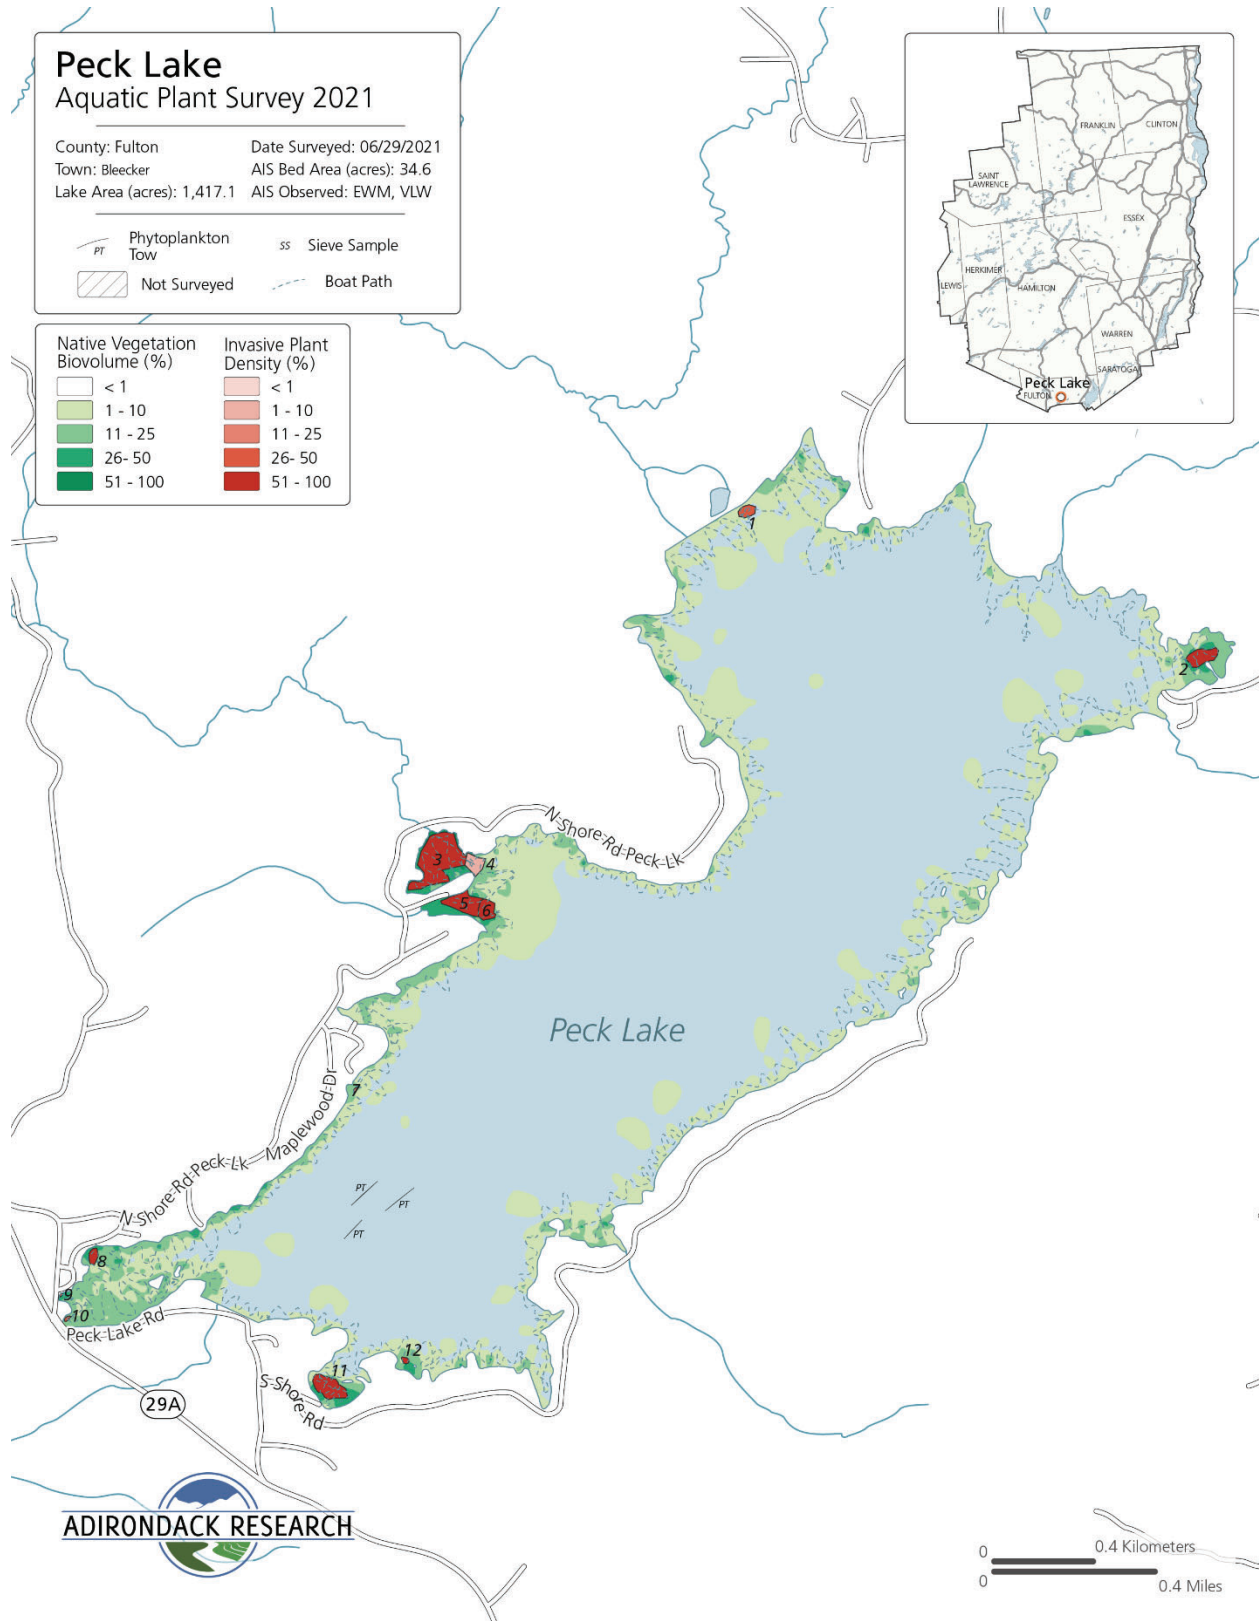 Peck Lake
Aquatic Plant Survey 2021
County: Fulton
Town: Bleecker
Lake Area (acres): 1,417.1
Date Surveyed: 06/29/2021
AIS Bed Area (acres): 34.6
AIS Observed: EWM, VLW
PT
Phytoplankton
Tow
SS
Sieve Sample
Not Surveyed
Boat Path
Native Vegetation
Biovolume (%)
< 1
1 - 10
11 - 25
26- 50
51 - 100
Invasive Plant
Density (%)
< 1
1 - 10
11 - 25
26- 50
51 - 100
FRANKLIN
CLINTON
SAINT
LAWRENCE
ESSEX
HERKIMER
LEWIS
HAMILTON
WARREN
SARATOGA
Peck Lake
FULTON
1
2
N-Shore-Rd-Peck-Lk
3
4
5
6
Peck Lake
7
Maplewood-Dr
N-Shore-Rd-Peck-Lk
PT
PT
PT
8
9
10
Peck-Lake-Rd
11
12
S-Shore-Rd
29A
ADIRONDACK RESEARCH
0
0.4 Kilometers
0
0.4 Miles